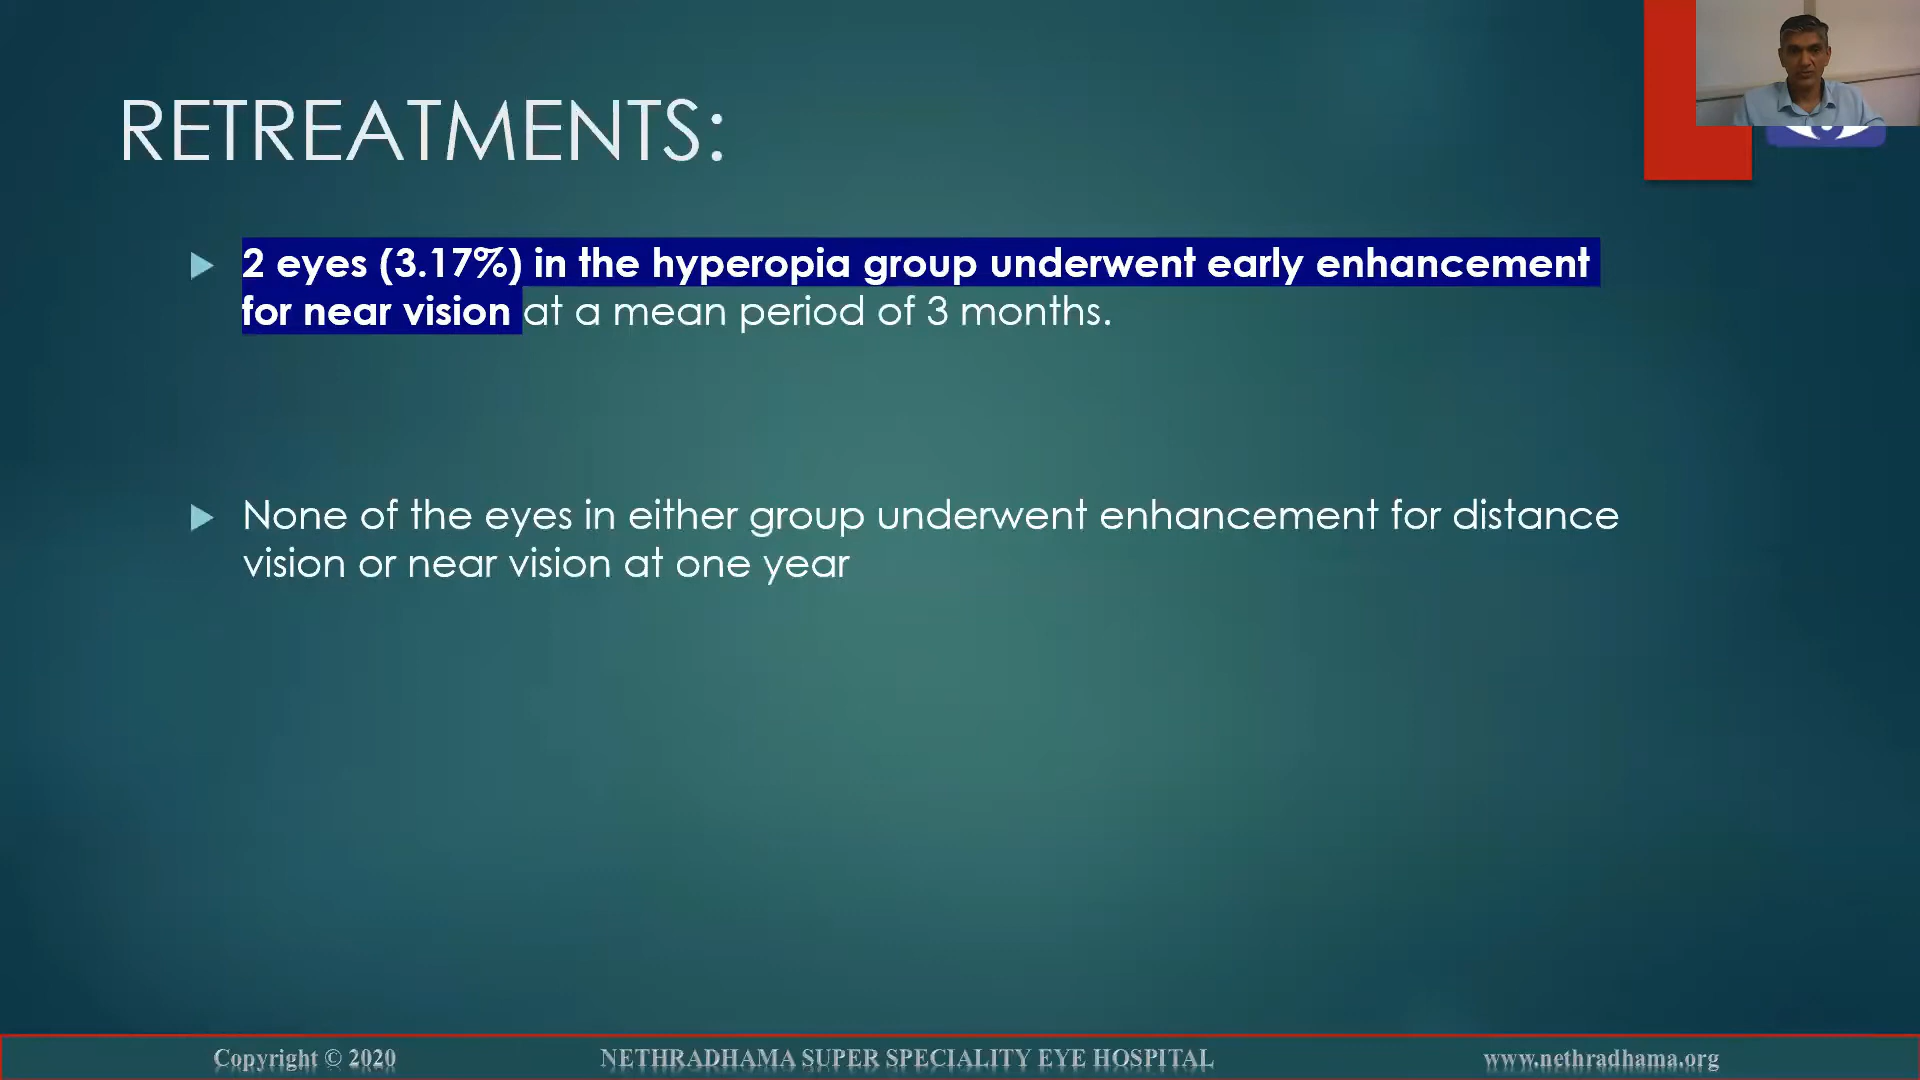 RETREATMENTS:
2 eyes (3.17%) in the hyperopia group underwent early enhancement
for near vision at a mean period of 3 months.
None of the eyes in either group underwent enhancement for distance
vision or near vision at one year
Copyright © 2020 NETHRADHAMA SUPER SPECIALITY EYE HOSPITAL www.nethradhama.org